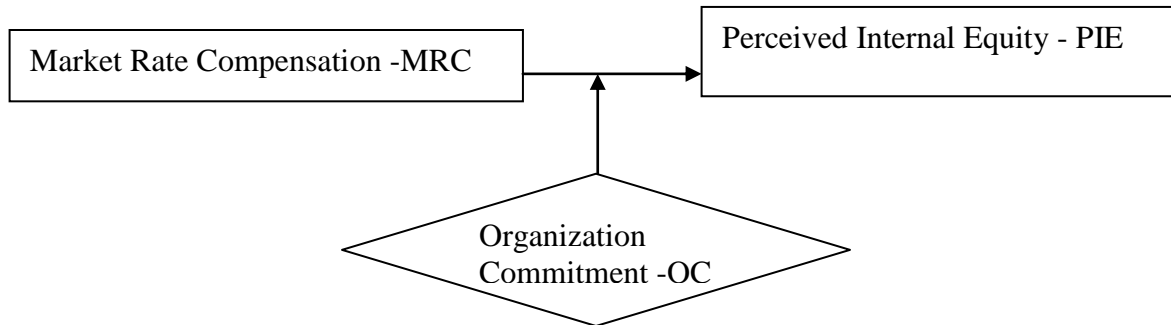 Market Rate Compensation -MRC
Perceived Internal Equity - PIE
Organization
Commitment -OC